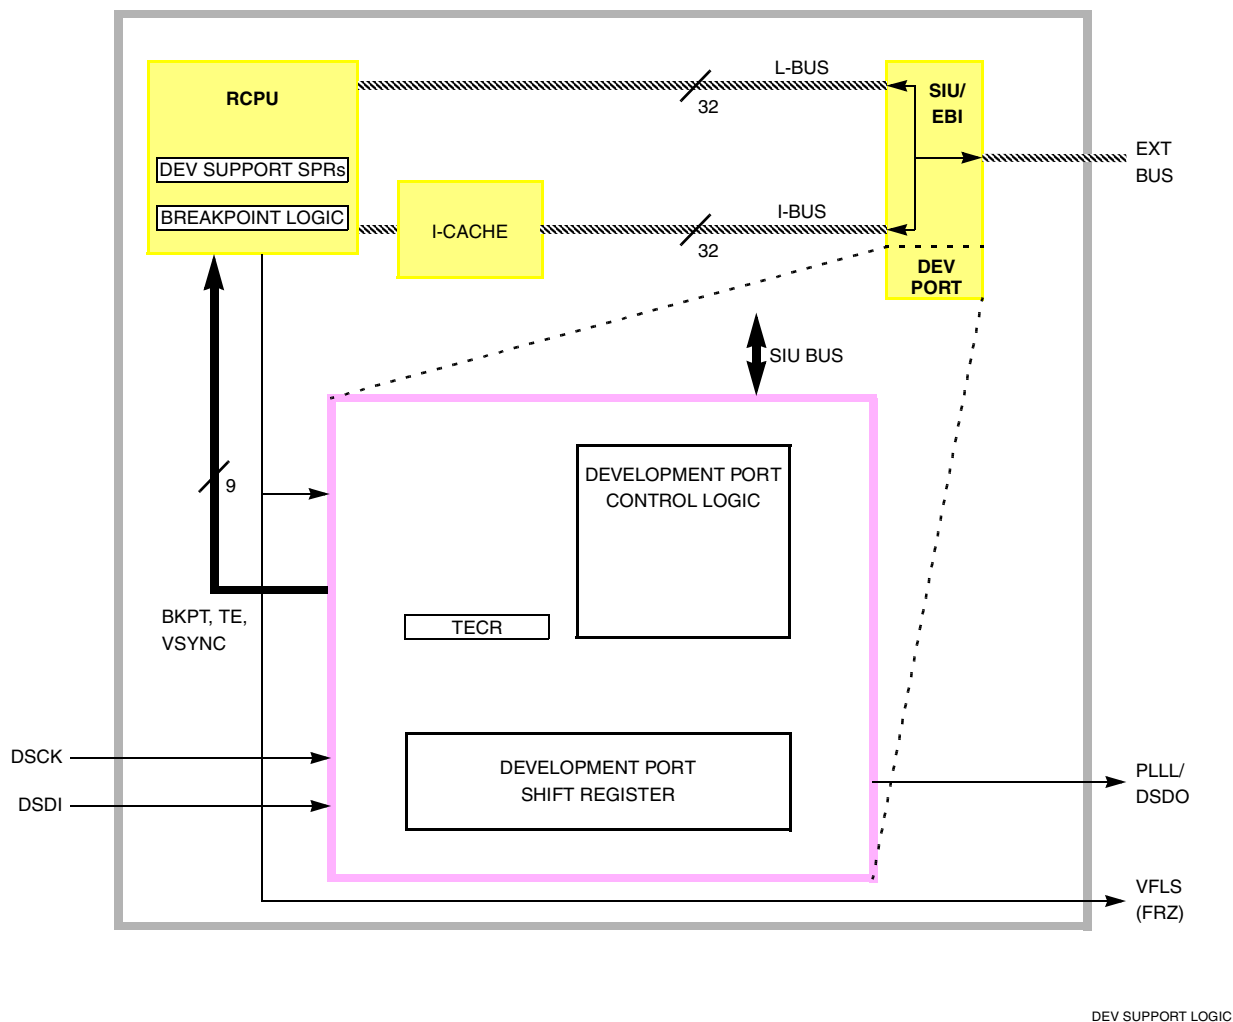 L-BUS
RCPU
SIU/
EBI
32
EXT
BUS
DEV SUPPORT SPRs
BREAKPOINT LOGIC
I-CACHE
I-BUS
32
DEV
PORT
SIU BUS
DEVELOPMENT PORT
CONTROL LOGIC
9
BKPT, TE,
VSYNC
TECR
DSCK
DSDI
DEVELOPMENT PORT
SHIFT REGISTER
PLLL/
DSDO
VFLS
(FRZ)
DEV SUPPORT LOGIC